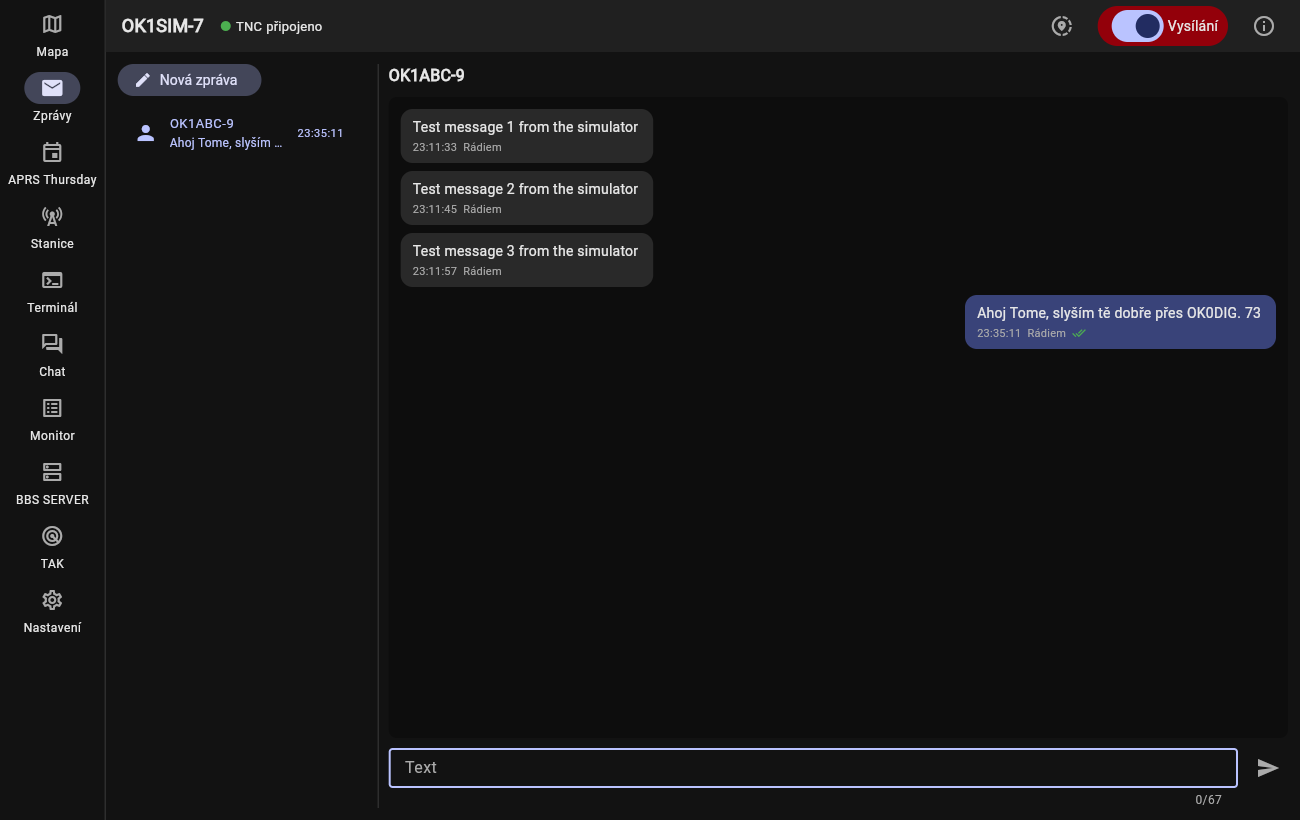 OK1SIM-7
TNC připojeno
Vysílání
Mapa
Zprávy
APRS Thursday
Stanice
Terminál
Chat
Monitor
BBS SERVER
TAK
Nastavení
Nová zpráva
OK1ABC-9
Ahoj Tome, slyším …
23:35:11
OK1ABC-9
Test message 1 from the simulator
23:11:33 Rádiem
Test message 2 from the simulator
23:11:45 Rádiem
Test message 3 from the simulator
23:11:57 Rádiem
Ahoj Tome, slyším tě dobře přes OK0DIG. 73
23:35:11 Rádiem
Text
0/67